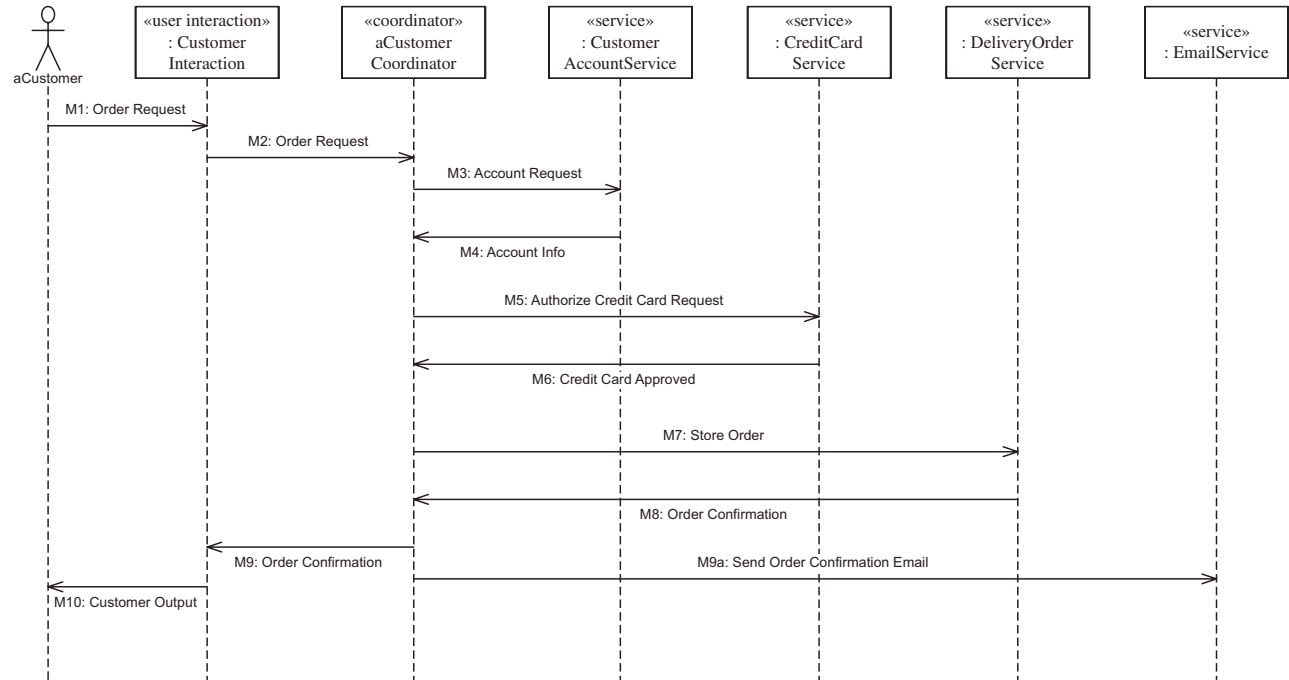 aCustomer
«user interaction»
: Customer
Interaction
«coordinator»
aCustomer
Coordinator
«service»
: Customer
AccountService
«service»
: CreditCard
Service
«service»
: DeliveryOrder
Service
«service»
: EmailService
M1: Order Request
M2: Order Request
M3: Account Request
M4: Account Info
M5: Authorize Credit Card Request
M6: Credit Card Approved
M7: Store Order
M8: Order Confirmation
M9: Order Confirmation
M9a: Send Order Confirmation Email
M10: Customer Output